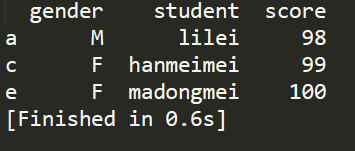 gender student score
a M lilei 98
c F hanmeimei 99
e F madongmei 100
[Finished in 0.6s]